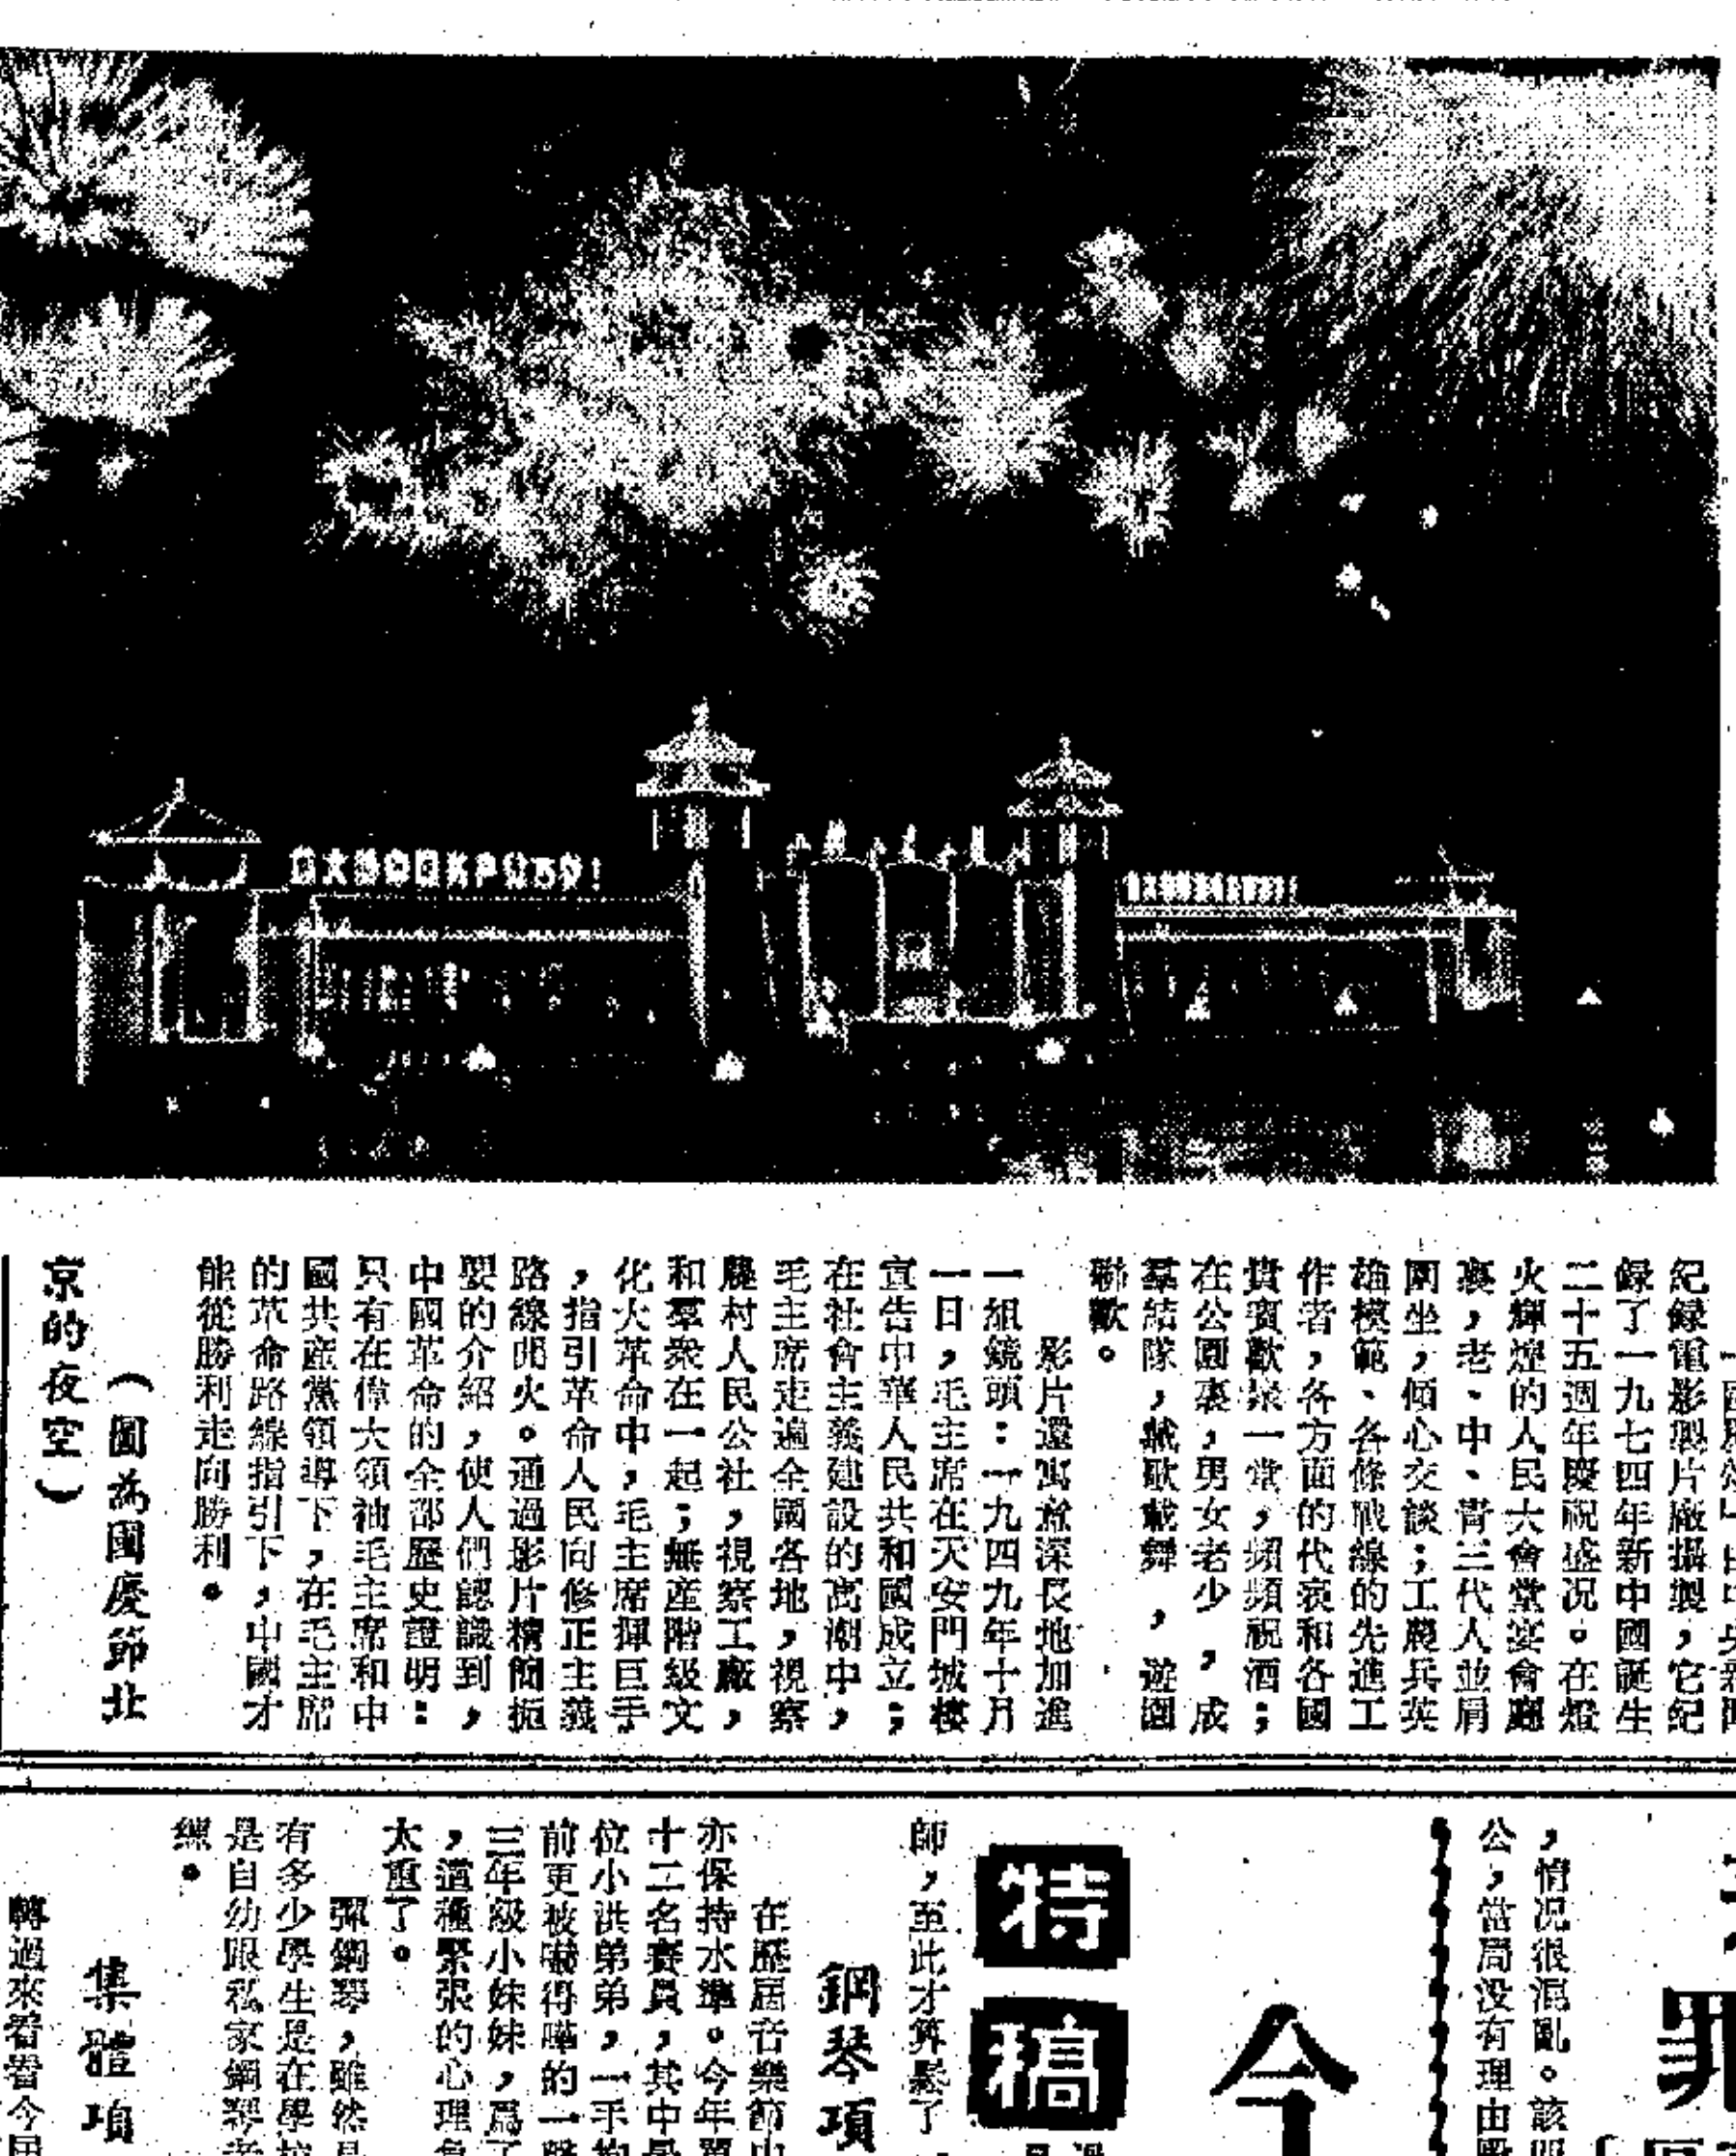 紀錄電影製片廠攝製，它紀
錄了一九七四年新中國誕生
二十五週年慶祝盛況。在燈
火輝煌的人民大會堂宴會廳
裏，老、中、青三代人並肩
圍坐，傾心交談；工農兵英
雄模範、各條戰線的先進工
作者，各方面的代表和各國
貴賓歡聚一堂，頻頻祝酒；
在公園裏，男女老少，成
羣結隊，載歌載舞，遊園
聯歡。
影片還寓意深長地加進
一組鏡頭：一九四九年十月
一日，毛主席在天安門城樓
宣告中華人民共和國成立；
在社會主義建設的高潮中，
毛主席走遍全國各地，視察
農村人民公社，視察工廠，
和羣衆在一起；無産階級文
化大革命中，毛主席揮巨手
，指引革命人民向修正主義
路線開火。通過影片精簡扼
要的介紹，使人們認識到，
中國革命的全部歷史證明：
只有在偉大領袖毛主席和中
國共産黨領導下，在毛主席
的革命路線指引下，中國才
能從勝利走向勝利。
（圖為國慶節北
京的夜空）
罪
，情况很混亂。該
公，當局没有理由
今
特稿
師，至此才算鬆了
鋼琴項
在歷屆音樂節
亦保持水準。今年
十二名賽員，其中
位小洪弟弟，一手
前更被嚇得嘩的一聲
三年級小妹妹，爲了
，這種緊張的心理
太重了。
彈鋼琴，雖然
有多少學生是在學
是自幼跟私家鋼琴
練。
集體項
轉過來看看今屆